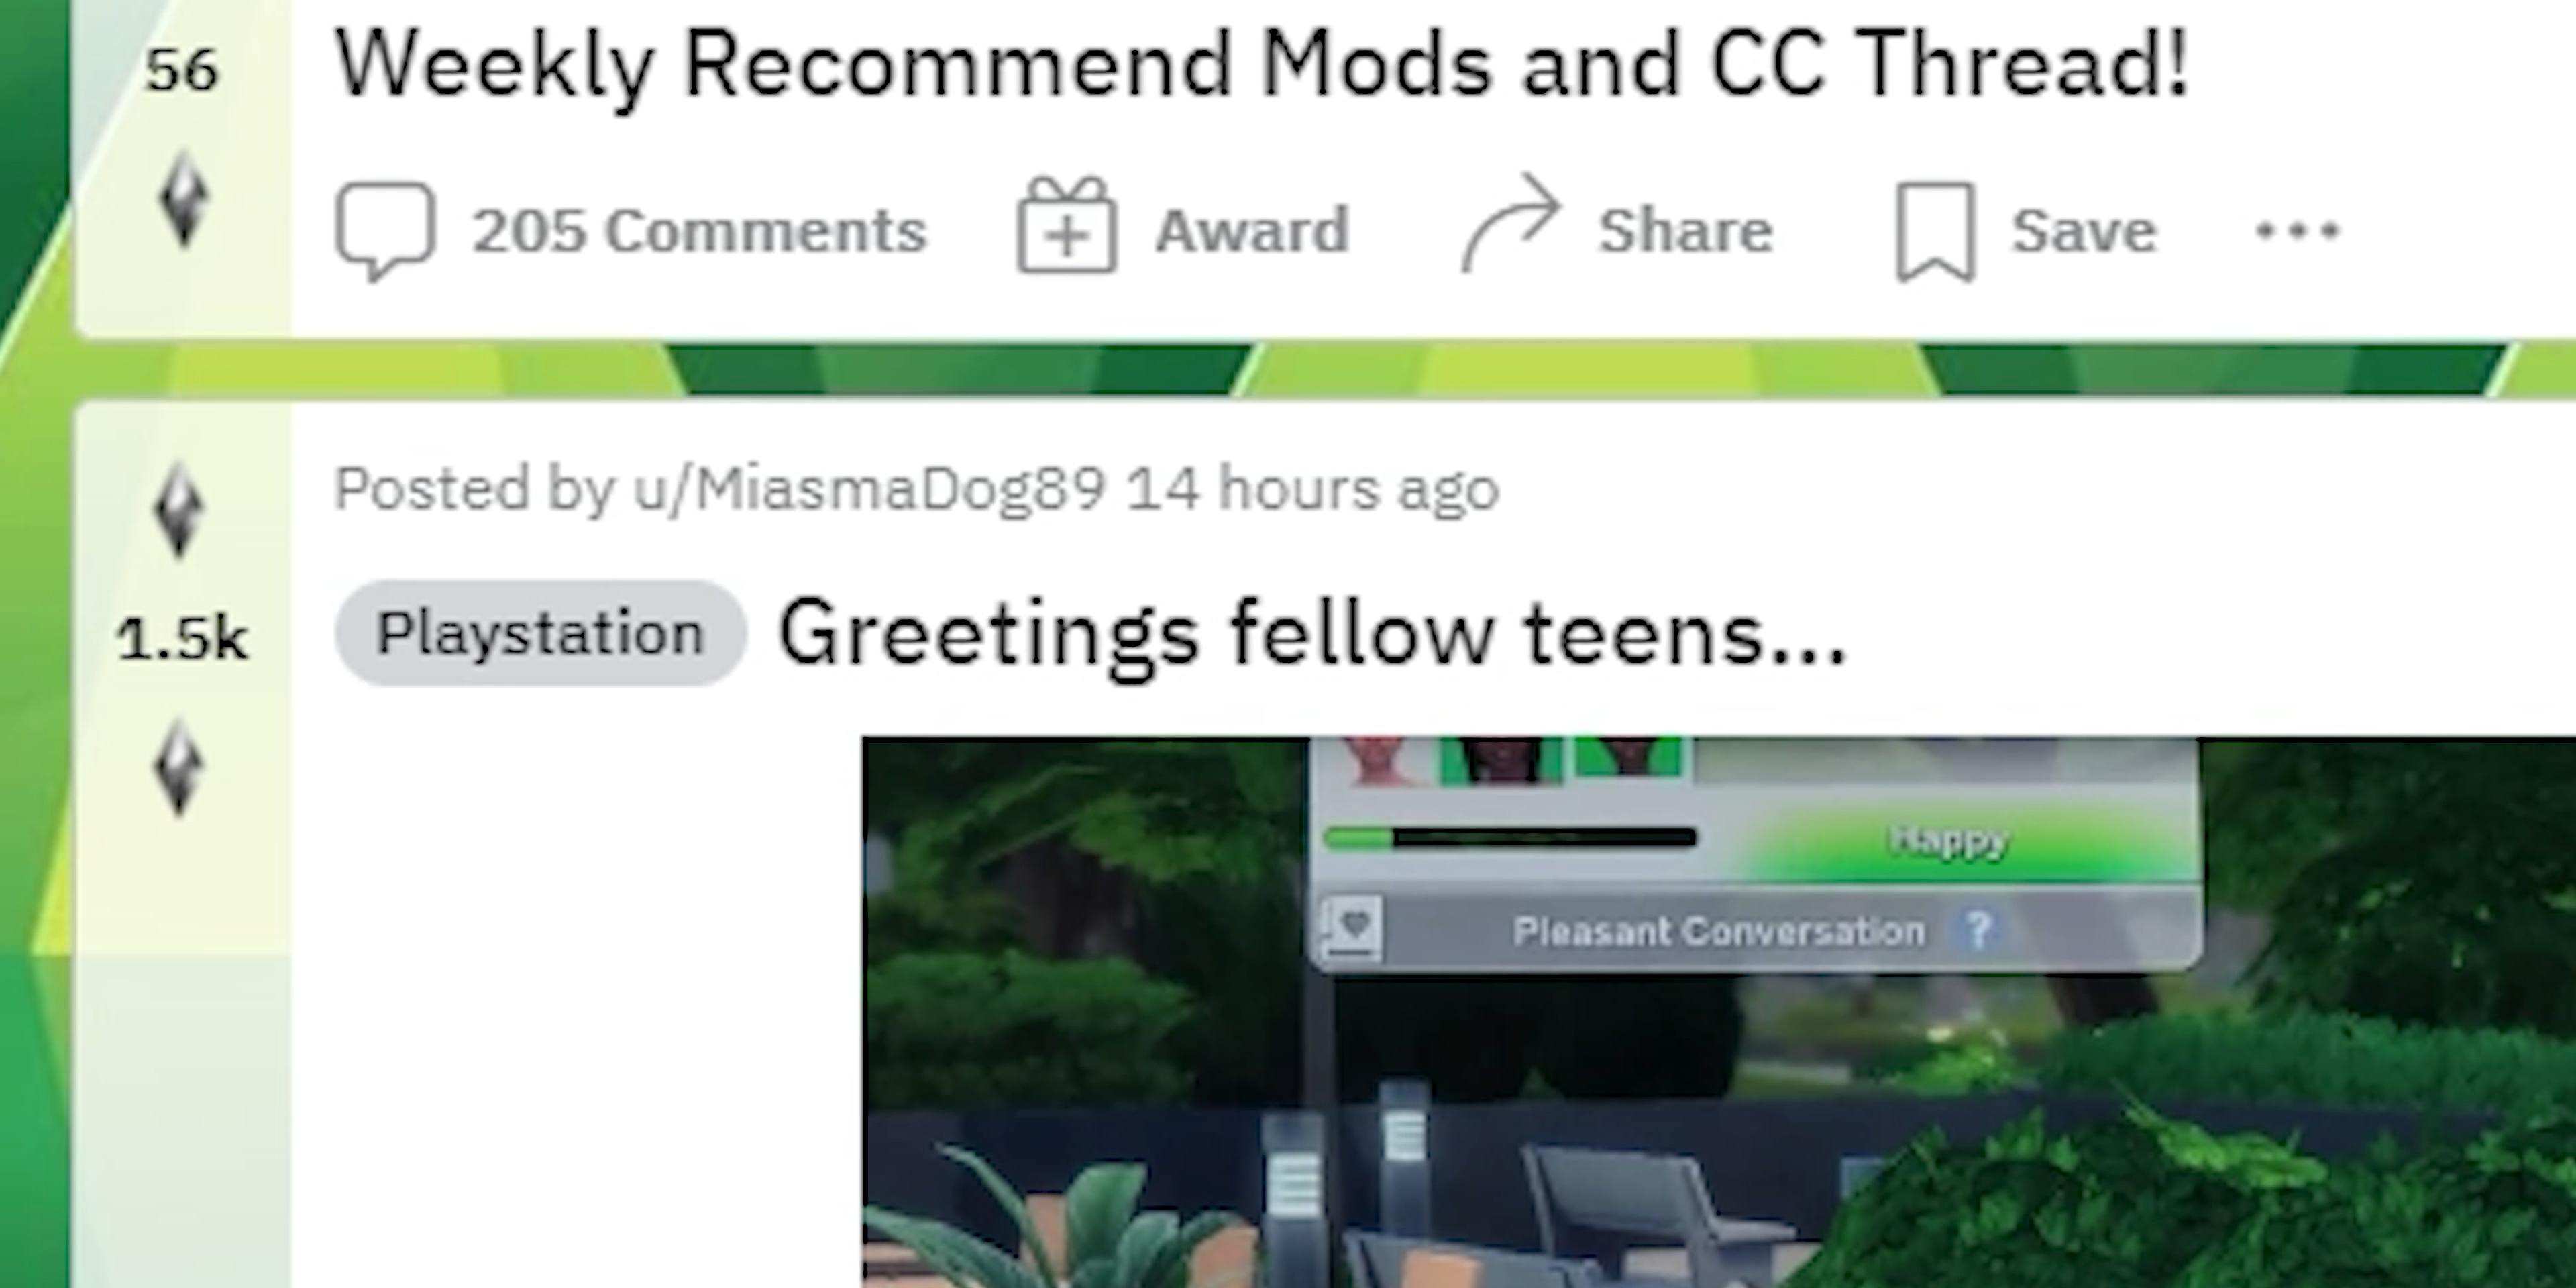 56
Weekly Recommend Mods and CC Thread!
205 Comments Award Share Save
Posted by u/MiasmaDog89 14 hours ago
1.5k
Playstation Greetings fellow teens...
Happy
Pleasant Conversation ?